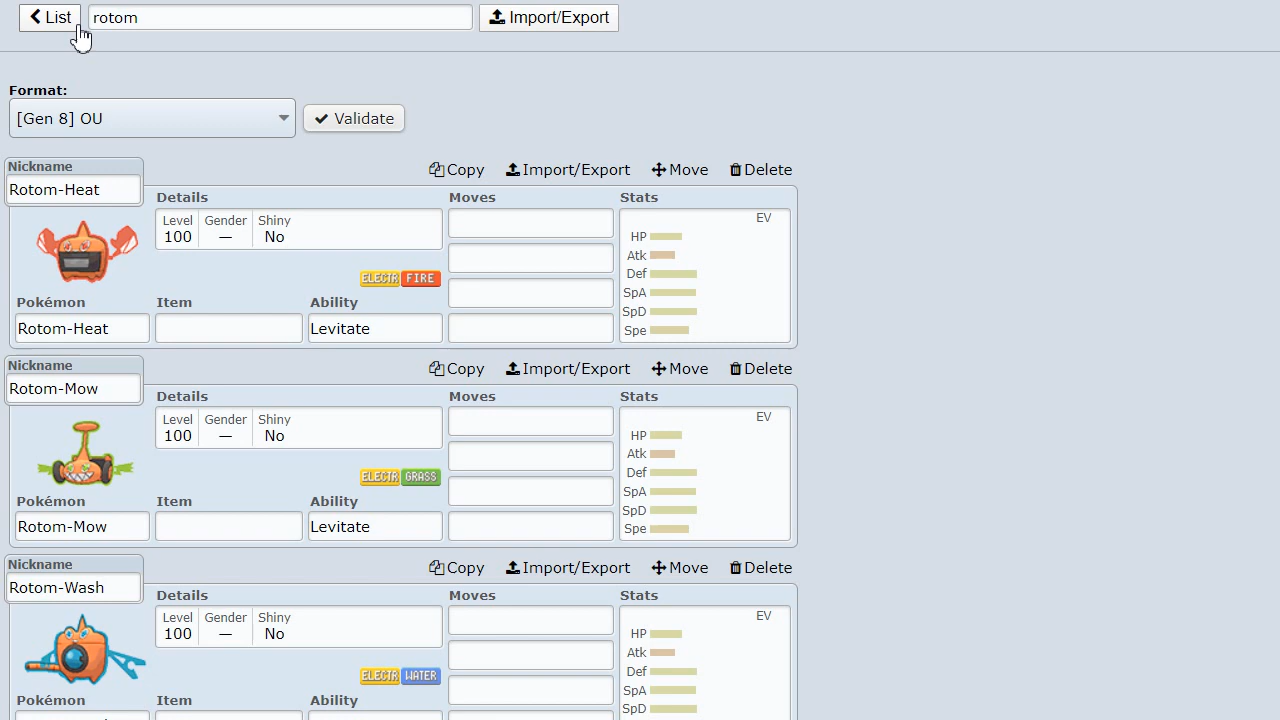 List
rotom
Import/Export
Format:
[Gen 8] OU
Validate
Copy Import/Export Move Delete
Nickname
Rotom-Heat
Details
Level Gender Shiny
100 — No
ELECTR FIRE
Pokémon
Rotom-Heat
Item
Ability
Levitate
Moves
Stats
EV
HP
Atk
Def
SpA
SpD
Spe
Copy Import/Export Move Delete
Nickname
Rotom-Mow
Details
Level Gender Shiny
100 — No
ELECTR GRASS
Pokémon
Rotom-Mow
Item
Ability
Levitate
Moves
Stats
EV
HP
Atk
Def
SpA
SpD
Spe
Copy Import/Export Move Delete
Nickname
Rotom-Wash
Details
Level Gender Shiny
100 — No
ELECTR WATER
Pokémon
Item
Ability
Moves
Stats
EV
HP
Atk
Def
SpA
SpD